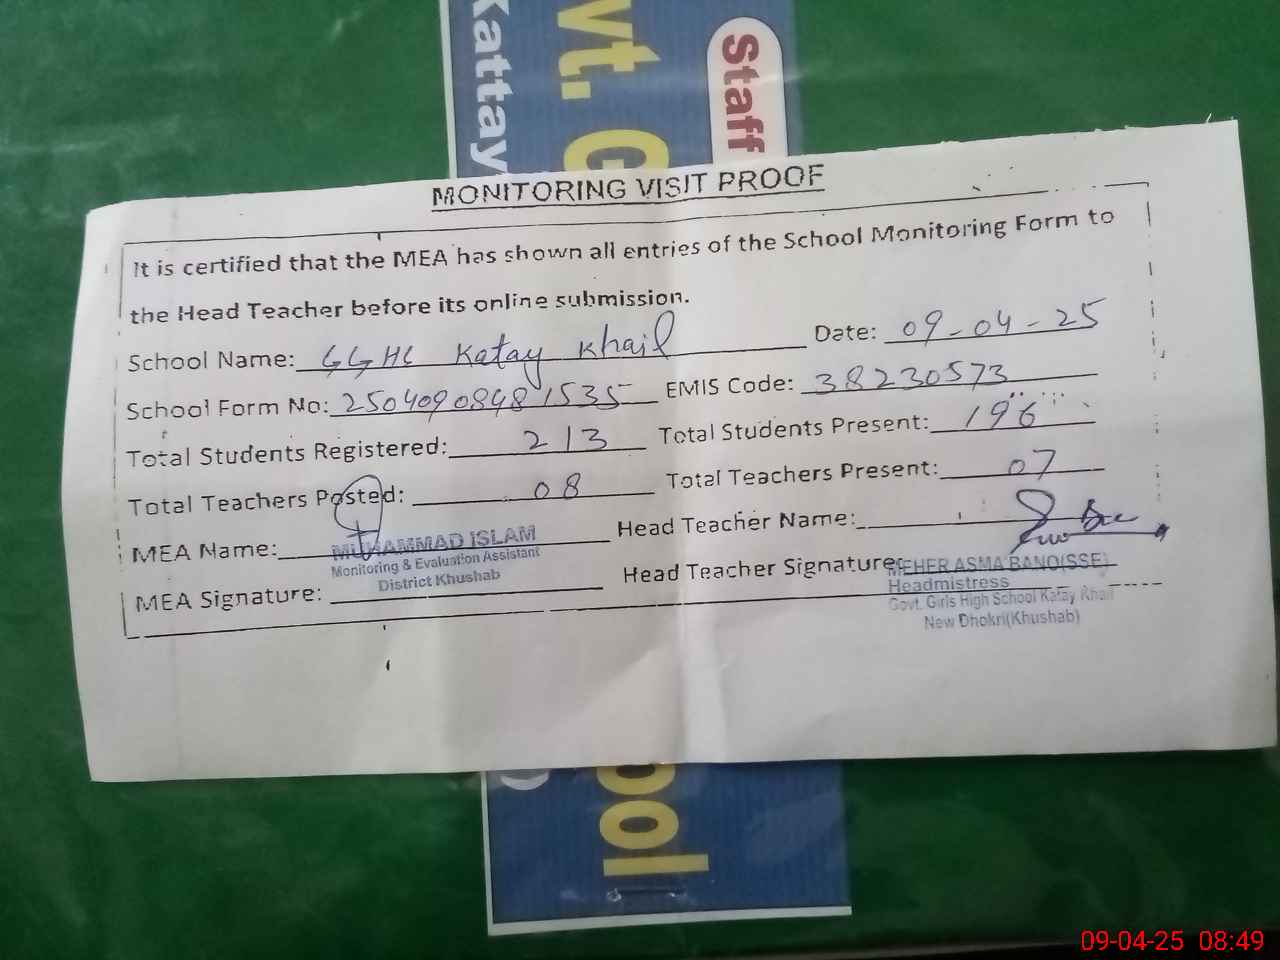 Kattay
vt. G
Staff
MONITORING VISIT PROOF
It is certified that the MEA has shown all entries of the School Monitoring Form to
the Head Teacher before its online submission.
School Name: GGHS Katay Khail Date: 09-04-25
School Form No: 25040908481535 EMIS Code: 38230573
Total Students Registered: 213 Total Students Present: 196
Total Teachers Posted: 08 Total Teachers Present: 07
MEA Name: Head Teacher Name:
MUHAMMAD ISLAM
Monitoring & Evaluation Assistant
District Khushab
MEA Signature: Head Teacher Signature:
MEHER ASMA BANO(SSE)
Headmistress
Govt. Girls High School Katay Khail
New Dhokri(Khushab)
ool
09-04-25 08:49